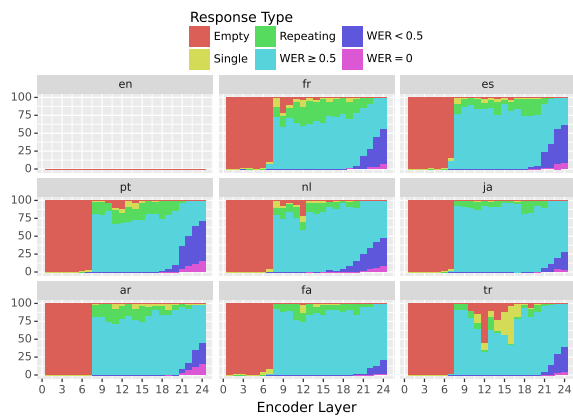 Response Type
Empty Repeating WER < 0.5
Single WER ≥ 0.5 WER = 0
en fr es
100
75
50
25
0
pt nl ja
100
75
50
25
0
ar fa tr
100
75
50
25
0
0 3 6 9 12 15 18 21 24 0 3 6 9 12 15 18 21 24 0 3 6 9 12 15 18 21 24
Encoder Layer